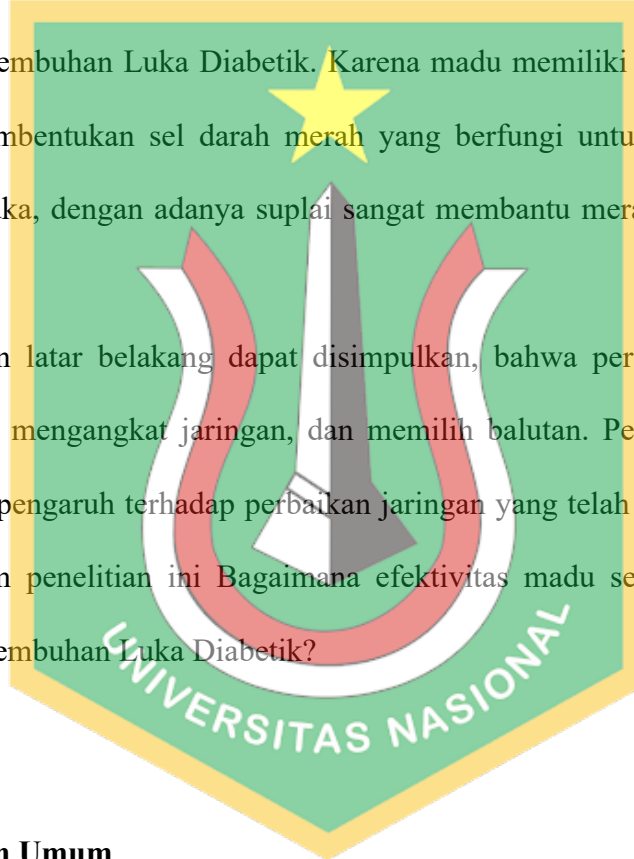 embuhan Luka Diabetik. Karena madu memiliki
mbentukan sel darah merah yang berfungi untu
ka, dengan adanya suplai sangat membantu mera
n latar belakang dapat disimpulkan, bahwa per
mengangkat jaringan, dan memilih balutan. Pe
pengaruh terhadap perbaikan jaringan yang telah
n penelitian ini Bagaimana efektivitas madu se
embuhan Luka Diabetik?
UNIVERSITAS NASIONAL
n Umum